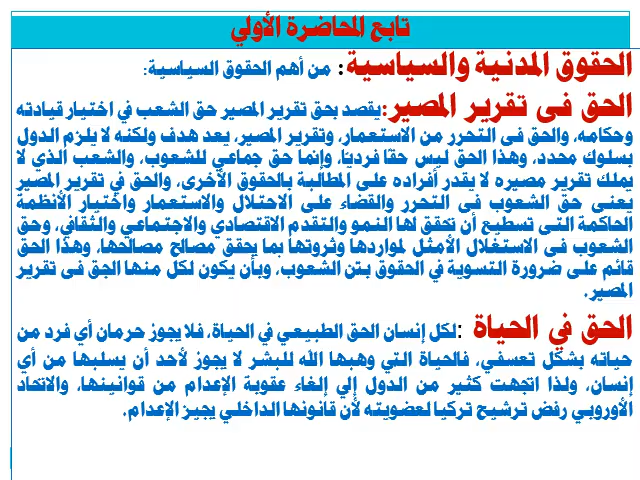 تابع المحاضرة الأولي
الحقوق المدنية والسياسية: من أهم الحقوق السياسية:
الحق فى تقرير المصير: يقصد بحق تقرير المصير حق الشعب في اختيار قيادته
وحكامه، والحق فى التحرر من الاستعمار، وتقرير المصير، يعد هدف ولكنه لا يلزم الدول
بسلوك محدد، وهذا الحق ليس حقًا فرديًا، وإنما حق جماعي للشعوب، والشعب الذي لا
يملك تقرير مصيره لا يقدر أفراده على المطالبة بالحقوق الأخرى، والحق في تقرير المصير
يعنى حق الشعوب فى التحرر والقضاء على الاحتلال والاستعمار واختيار الأنظمة
الحاكمة التى تسطيع أن تحقق لها النمو والتقدم الاقتصادي والاجتماعي والثقافي، وحق
الشعوب فى الاستغلال الأمثل لمواردها وثروتها بما يحقق مصالح مصالحها، وهذا الحق
قائم على ضرورة التسوية في الحقوق بتن الشعوب، وبأن يكون لكل منها الحق فى تقرير
المصير.
الحق في الحياة :لكل إنسان الحق الطبيعي في الحياة، فلا يجوز حرمان أي فرد من
حياته بشكل تعسفي، فالحياة التي وهبها الله للبشر لا يجوز لأحد أن يسلبها من أي
إنسان، ولذا اتجهت كثير من الدول إلي إلغاء عقوبة الإعدام من قوانينها، والاتحاد
الأوروبي رفض ترشيح تركيا لعضويته لأن قانونها الداخلي يجيز الإعدام.